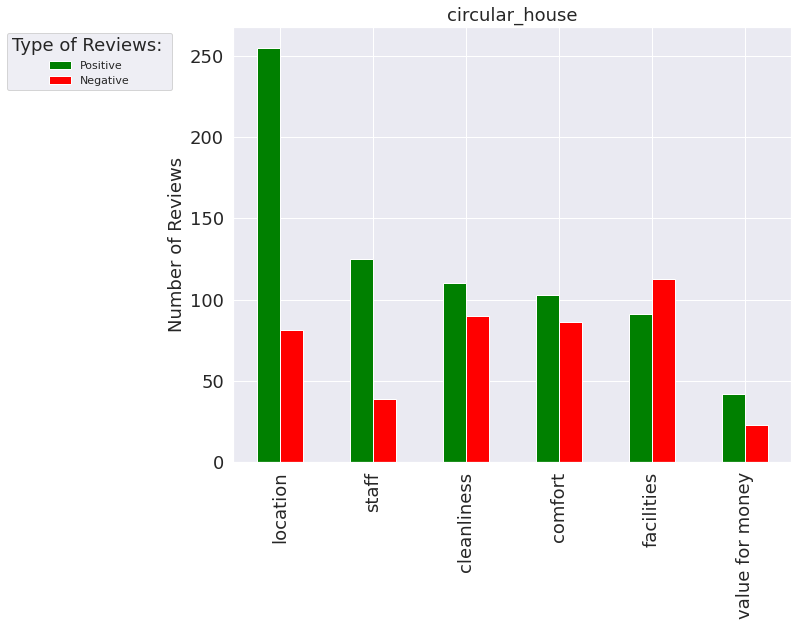 circular_house
Type of Reviews:
Positive
Negative
Number of Reviews
250
200
150
100
50
0
location
staff
cleanliness
comfort
facilities
value for money